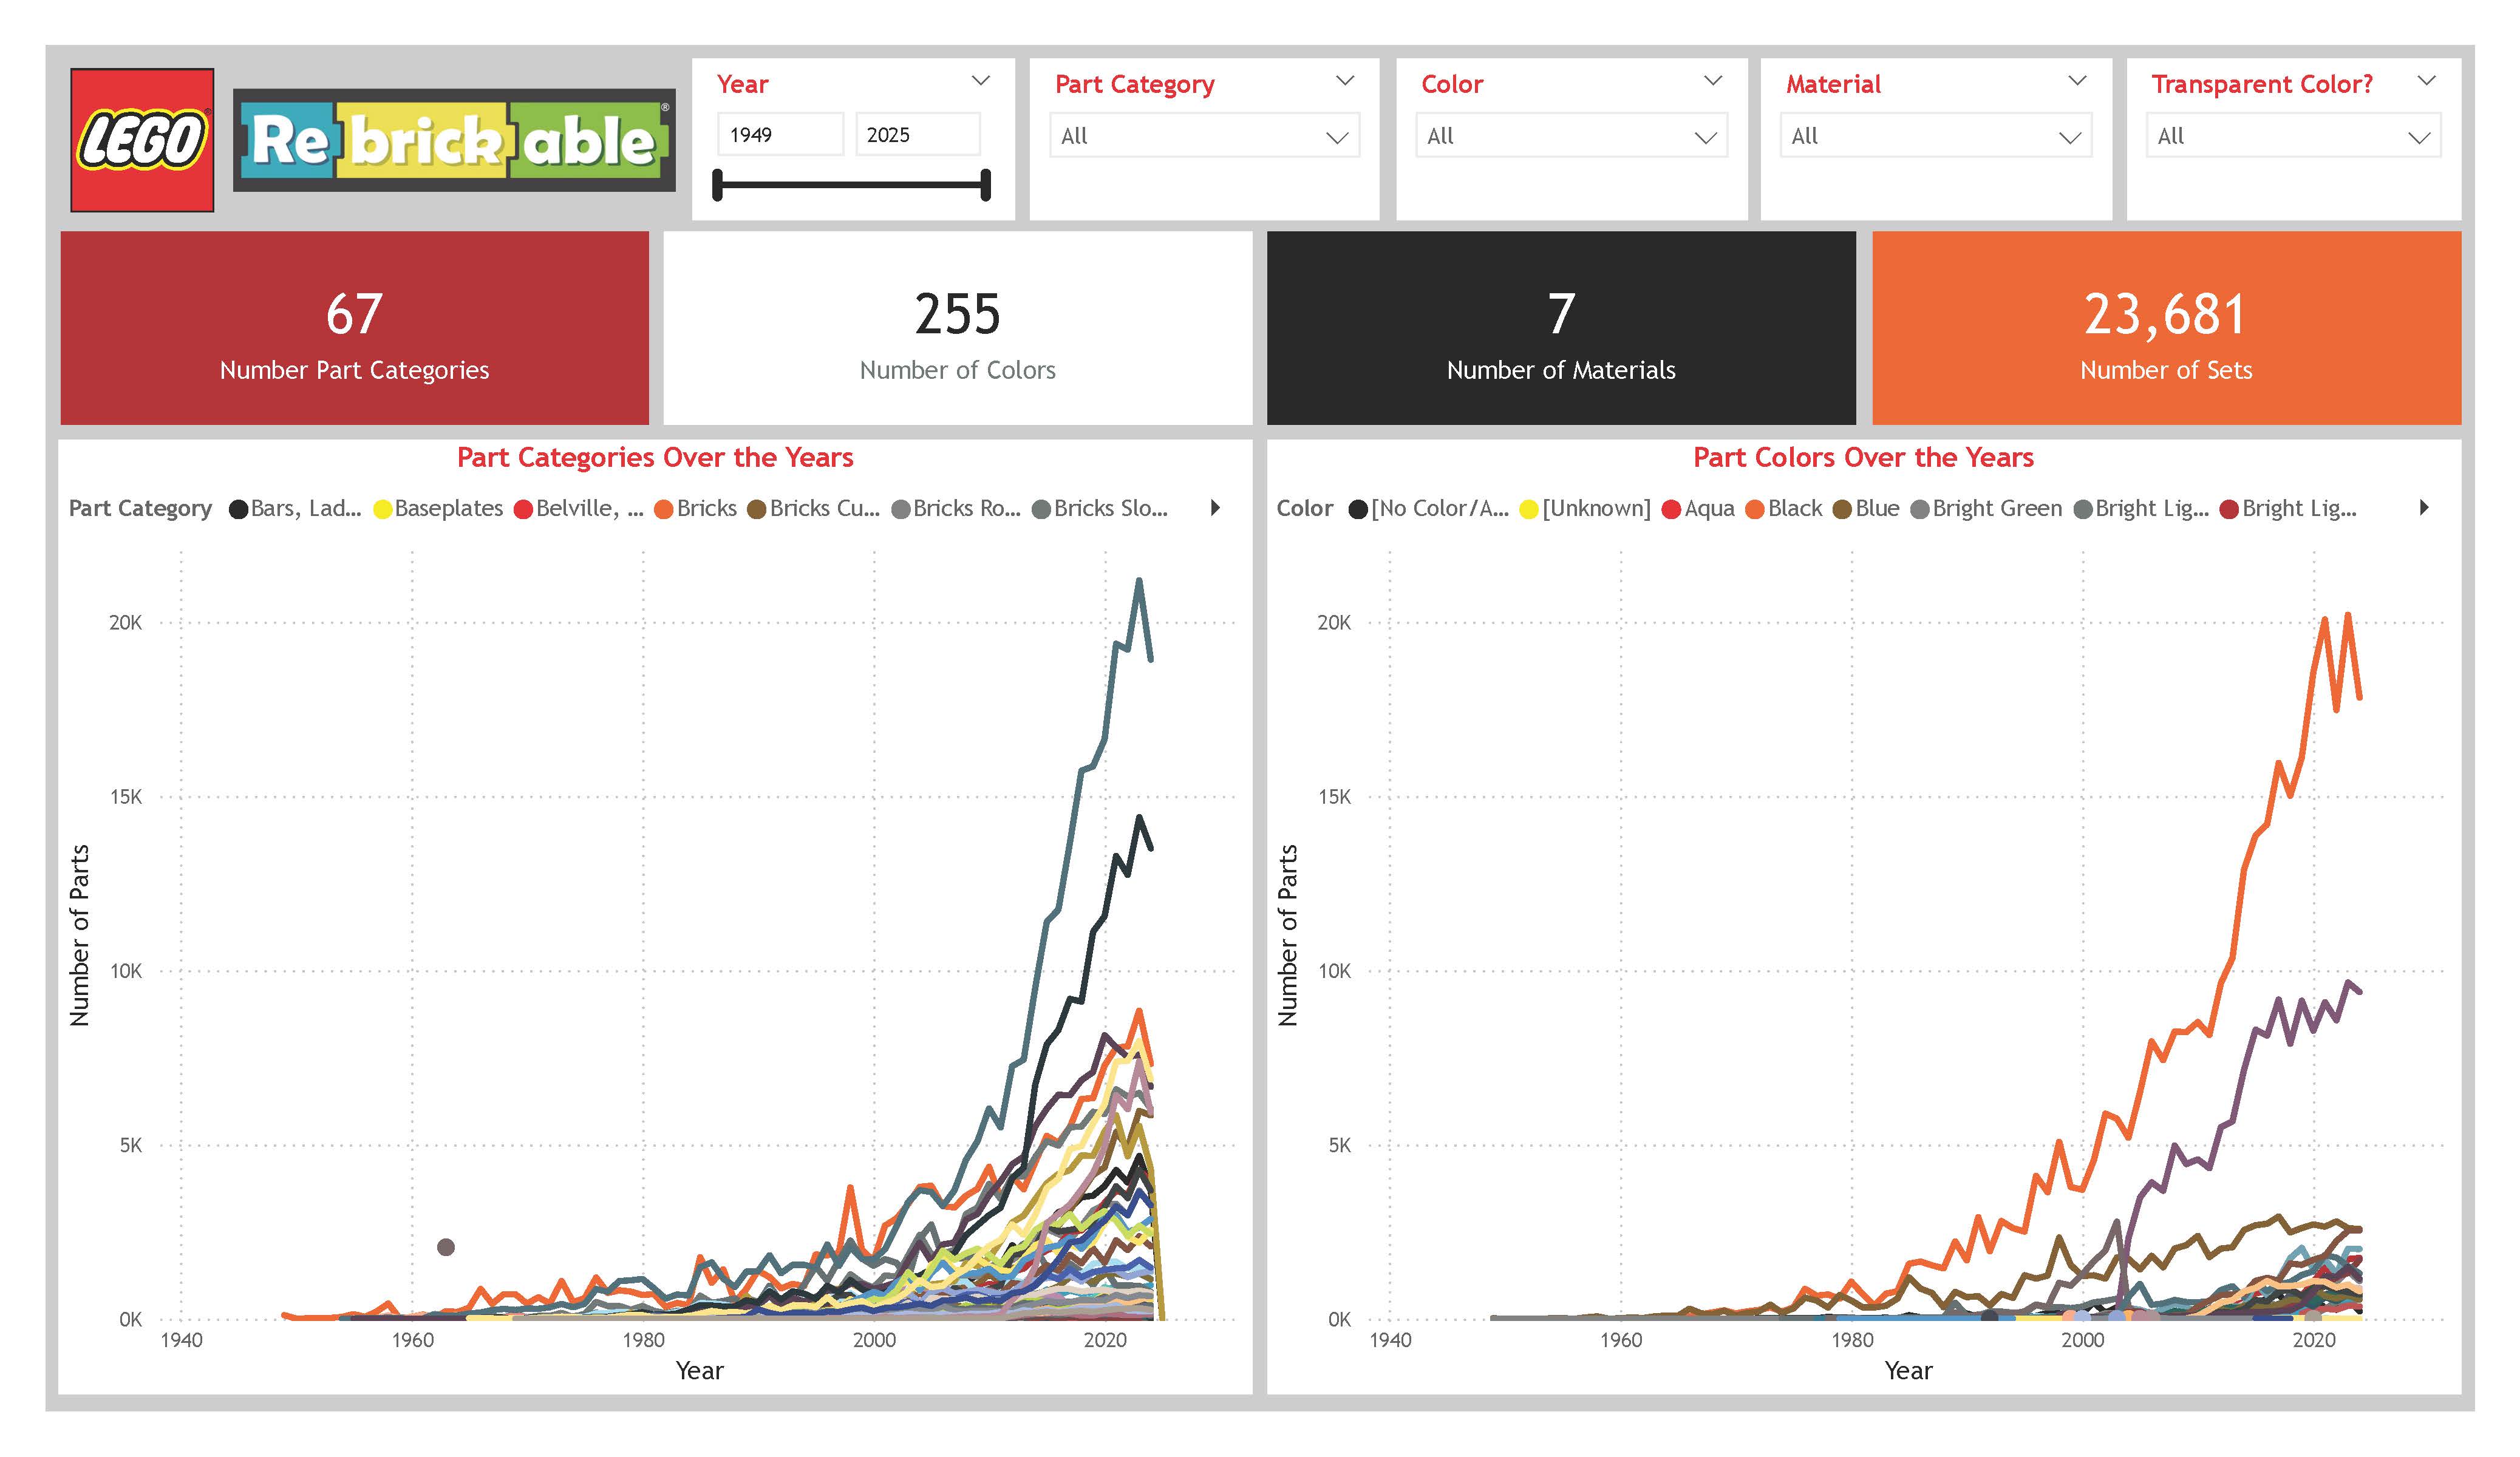 LEGO
Rebrickable®
Year
1949 2025
Part Category
All
Color
All
Material
All
Transparent Color?
All
67
Number Part Categories
255
Number of Colors
7
Number of Materials
23,681
Number of Sets
Part Categories Over the Years
Part Category Bars, Lad... Baseplates Belville, ... Bricks Bricks Cu... Bricks Ro... Bricks Slo...
Number of Parts
20K
15K
10K
5K
0K
1940 1960 1980 2000 2020
Year
Part Colors Over the Years
Color [No Color/A... [Unknown] Aqua Black Blue Bright Green Bright Lig... Bright Lig...
Number of Parts
20K
15K
10K
5K
0K
1940 1960 1980 2000 2020
Year